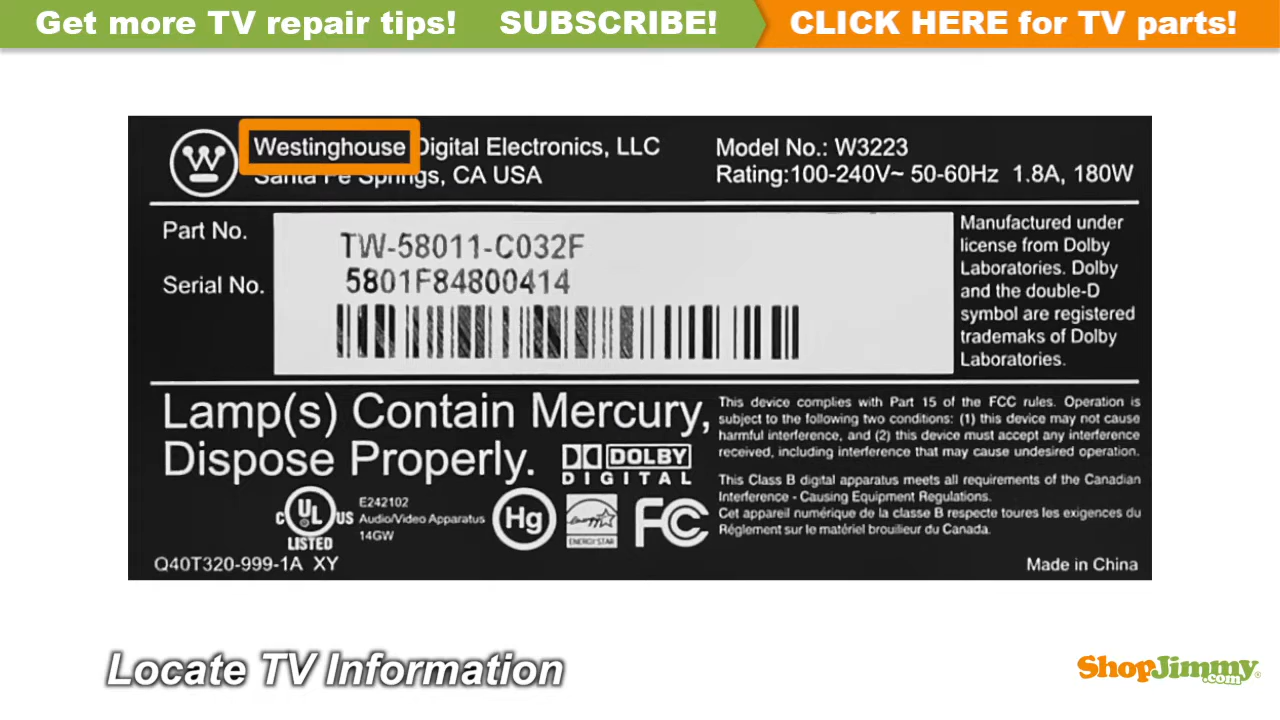 Get more TV repair tips! SUBSCRIBE! CLICK HERE for TV parts!
Westinghouse Digital Electronics, LLC
Santa Fe Springs, CA USA
Model No.: W3223
Rating:100-240V~ 50-60Hz 1.8A, 180W
Part No. TW-58011-C032F
Serial No. 5801F84800414
Manufactured under
license from Dolby
Laboratories. Dolby
and the double-D
symbol are registered
trademaks of Dolby
Laboratories.
Lamp(s) Contain Mercury,
Dispose Properly.
DOLBY
DIGITAL
This device complies with Part 15 of the FCC rules. Operation is
subject to the following two conditions: (1) this device may not cause
harmful interference, and (2) this device must accept any interference
received, including interference that may cause undesired operation.
This Class B digital apparatus meets all requirements of the Canadian
Interference - Causing Equipment Regulations.
Cet appareil numérique de la classe B respecte toures les exigences du
Réglement sur le matériel brouilieur du Canada.
C UL US
LISTED
E242102
Audio/Video Apparatus
14GW
Hg
ENERGY STAR
FC
Q40T320-999-1A XY
Made in China
Locate TV Information
ShopJimmy.com